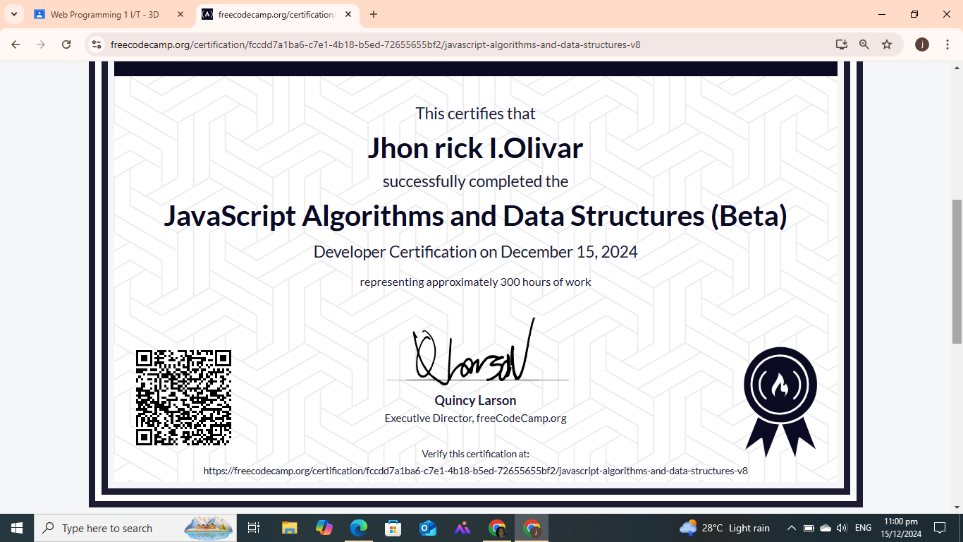 Web Programming 1 I/T - 3D
freecodecamp.org/certification
freecodecamp.org/certification/fccdd7a1ba6-c7e1-4b18-b5ed-72655655bf2/javascript-algorithms-and-data-structures-v8
This certifies that
Jhon rick I.Olivar
successfully completed the
JavaScript Algorithms and Data Structures (Beta)
Developer Certification on December 15, 2024
representing approximately 300 hours of work
Quincy Larson
Executive Director, freeCodeCamp.org
Verify this certification at:
https://freecodecamp.org/certification/fccdd7a1ba6-c7e1-4b18-b5ed-72655655bf2/javascript-algorithms-and-data-structures-v8
Type here to search
28°C Light rain
ENG
11:00 pm
15/12/2024